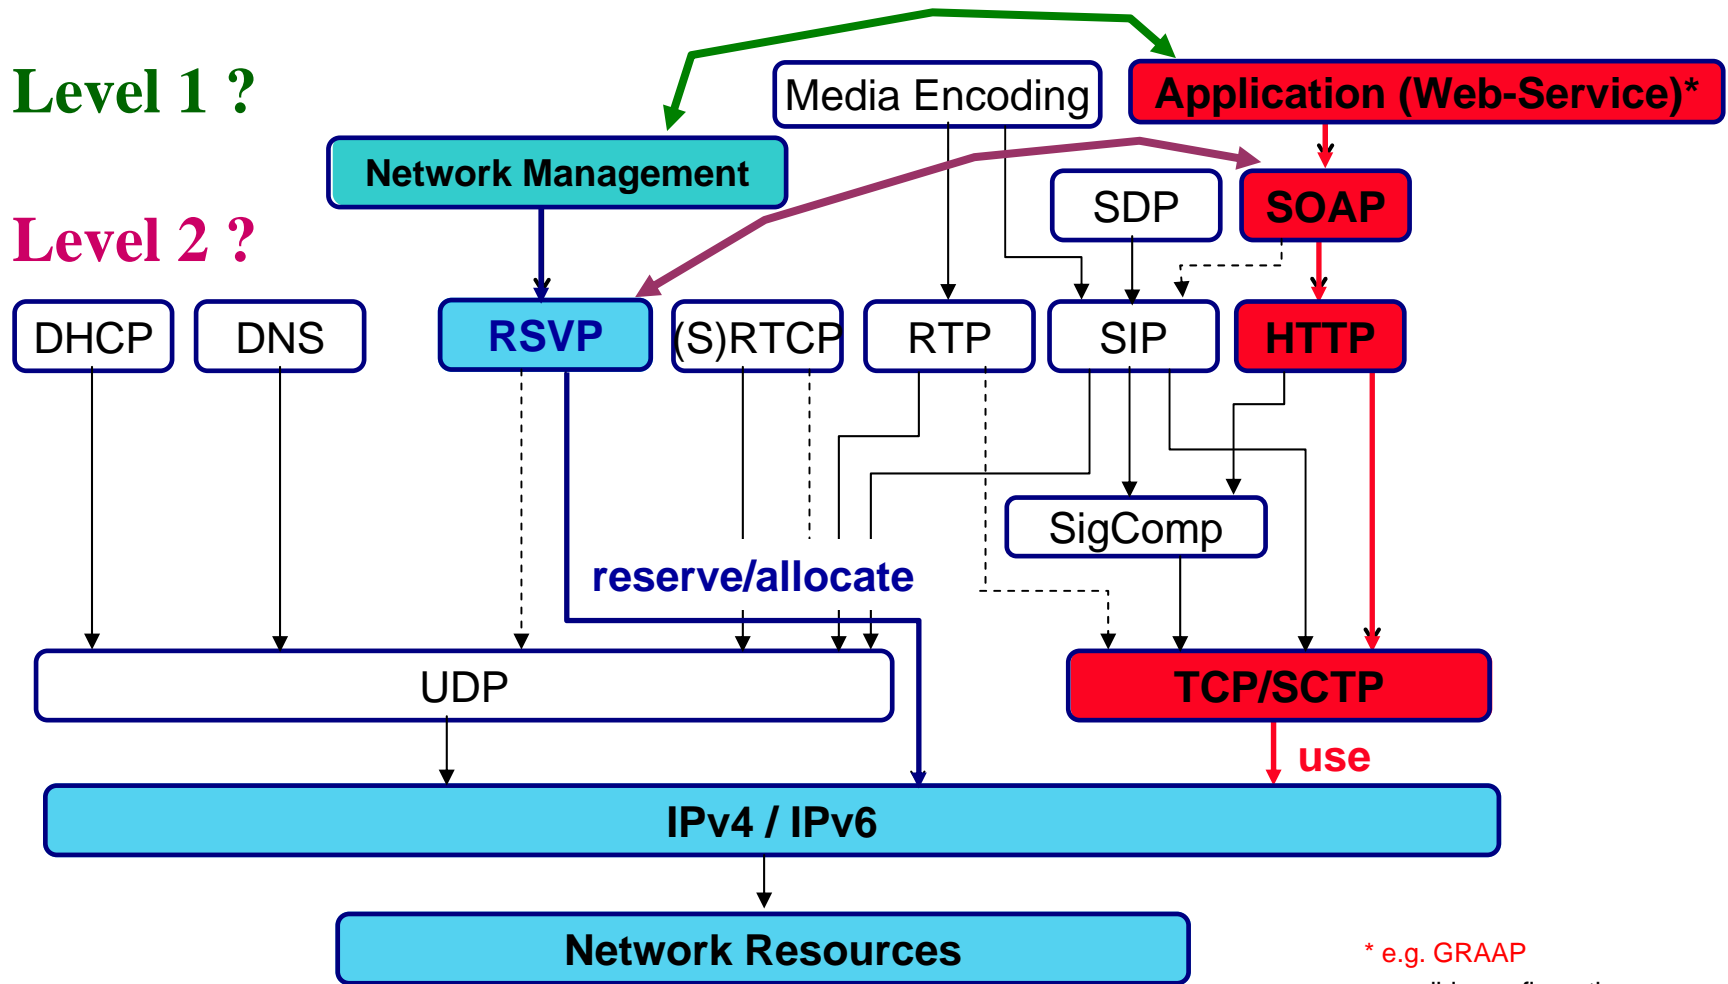 Level 1 ?
Media Encoding
Application (Web-Service)*
Network Management
SDP
SOAP
Level 2 ?
DHCP
DNS
RSVP
(S)RTCP
RTP
SIP
HTTP
SigComp
reserve/allocate
UDP
TCP/SCTP
use
IPv4 / IPv6
Network Resources
* e.g. GRAAP